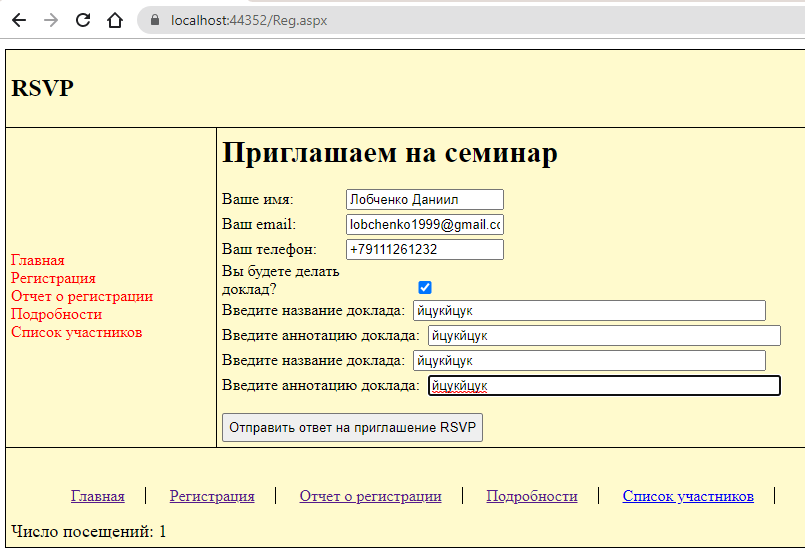 localhost:44352/Reg.aspx
RSVP
Приглашаем на семинар
Ваше имя: Лобченко Даниил
Ваш email: lobchenko1999@gmail.co
Ваш телефон: +79111261232
Вы будете делать
доклад?
Введите название доклада: йцукйцук
Введите аннотацию доклада: йцукйцук
Введите название доклада: йцукйцук
Введите аннотацию доклада: йцукйцук
Отправить ответ на приглашение RSVP
Главная
Регистрация
Отчет о регистрации
Подробности
Список участников
Главная Регистрация Отчет о регистрации Подробности Список участников
Число посещений: 1